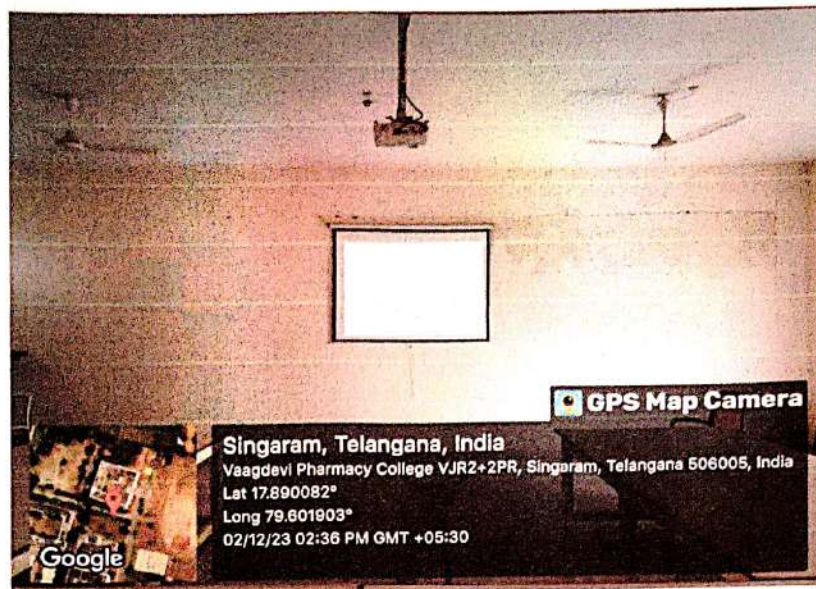 GPS Map Camera
Singaram, Telangana, India
Vaagdevi Pharmacy College VJR2+2PR, Singaram, Telangana 506005, India
Lat 17.890082°
Long 79.601903°
02/12/23 02:36 PM GMT +05:30
Google